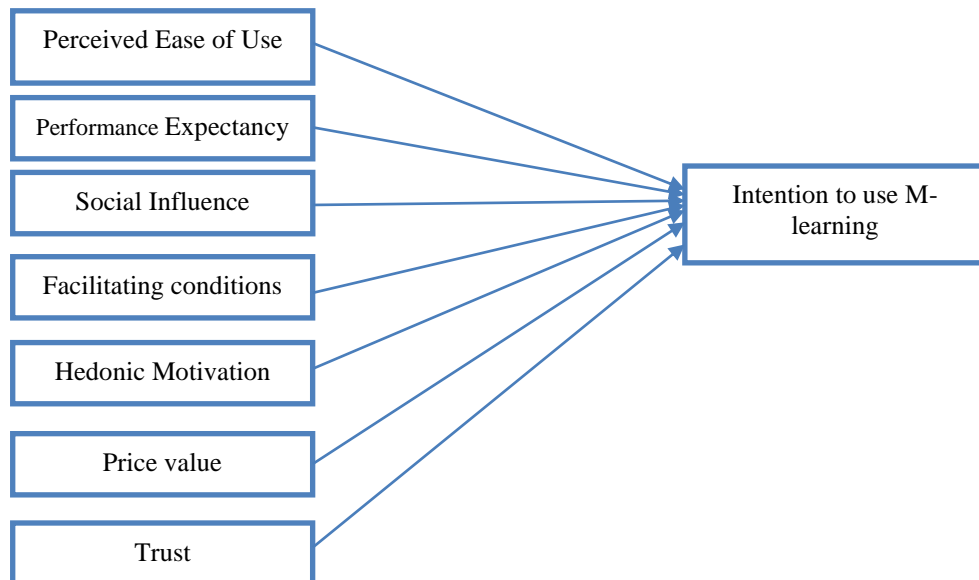 Perceived Ease of Use
Performance Expectancy
Social Influence
Facilitating conditions
Hedonic Motivation
Price value
Trust
Intention to use M-
learning